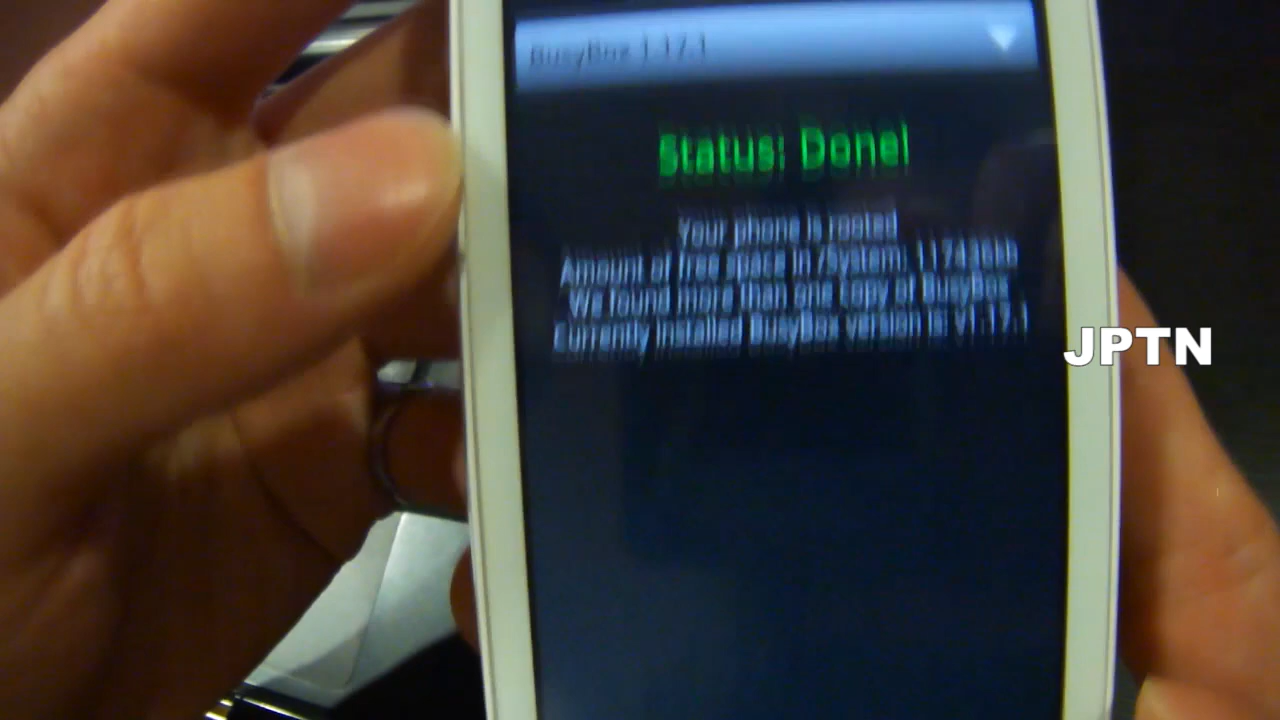 BusyBox 1.17.1
Status: Done!
Your phone is rooted
Amount of free space in /system:
We found more than one copy of BusyBox
Currently installed BusyBox version is: v1.17.1
JPTN